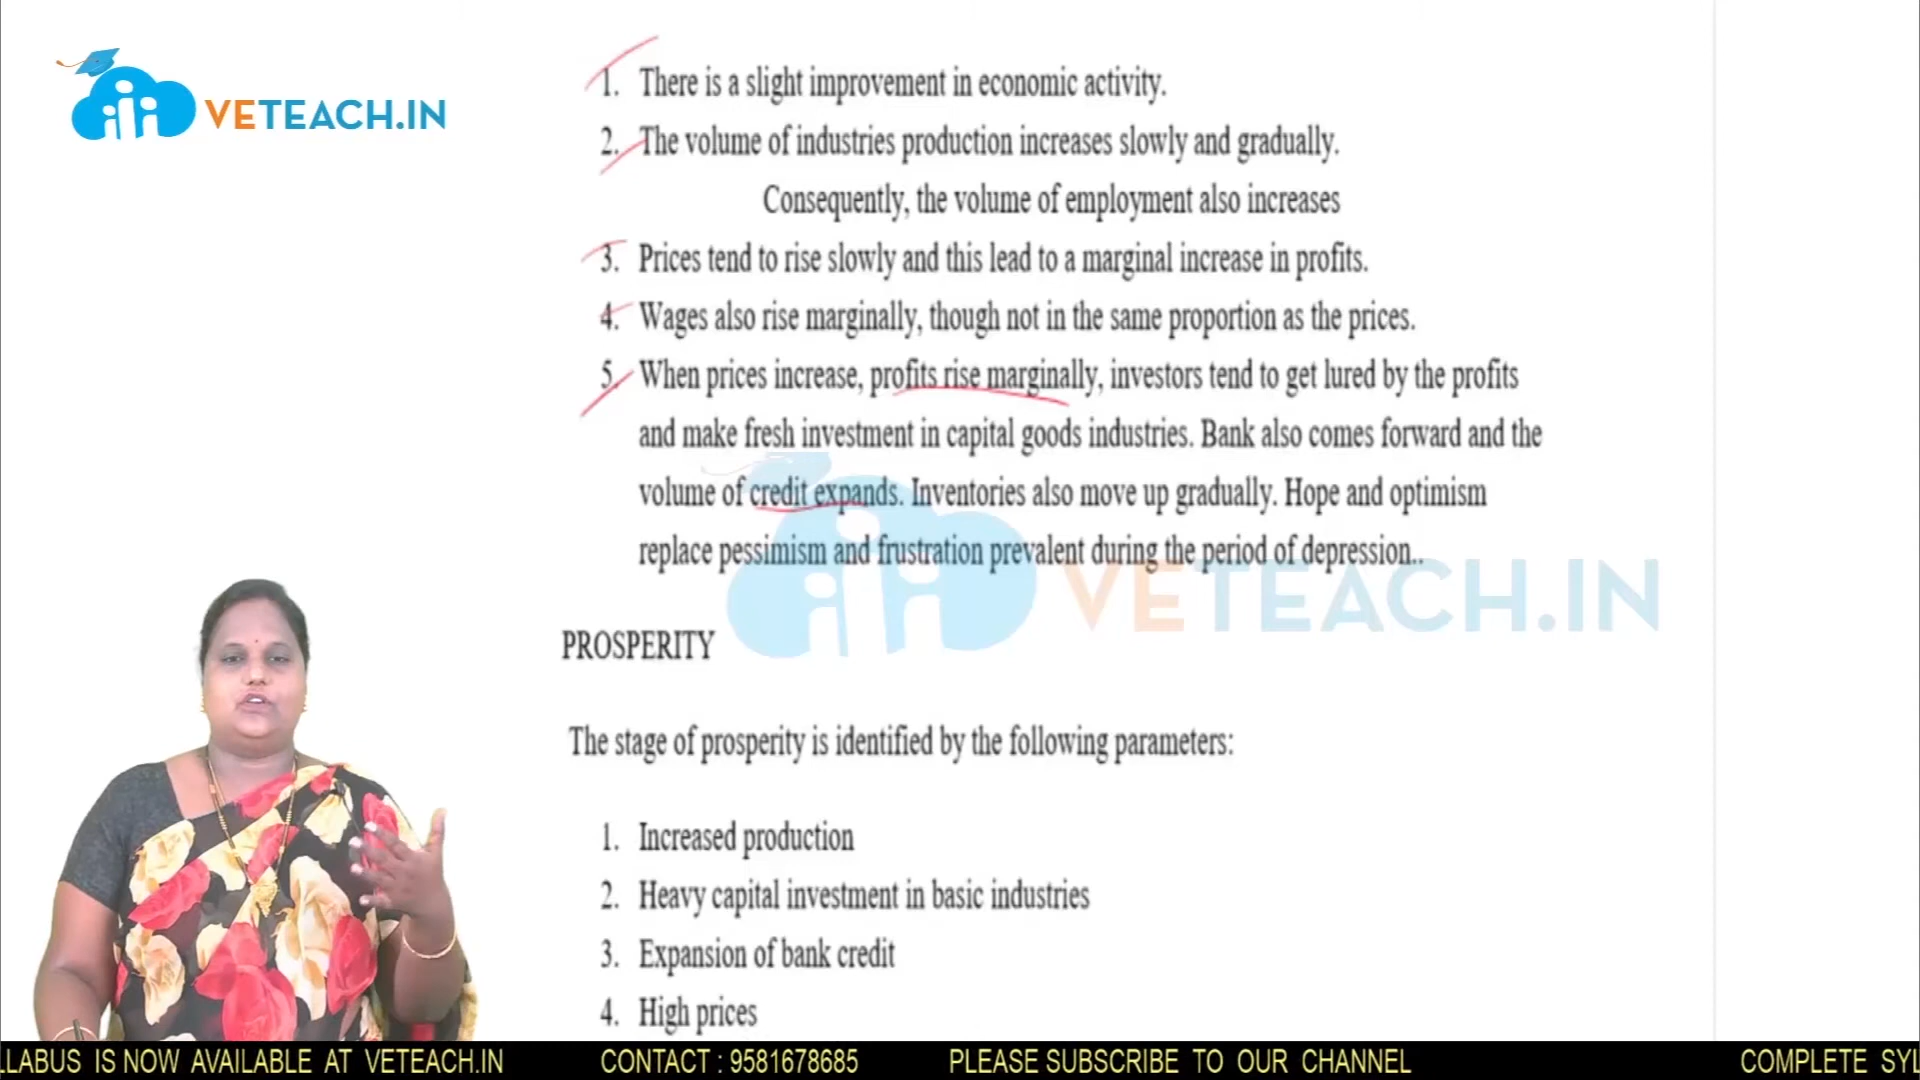 VETEACH.IN
1. There is a slight improvement in economic activity.
2. The volume of industries production increases slowly and gradually.
Consequently, the volume of employment also increases
3. Prices tend to rise slowly and this lead to a marginal increase in profits.
4. Wages also rise marginally, though not in the same proportion as the prices.
5. When prices increase, profits rise marginally, investors tend to get lured by the profits
and make fresh investment in capital goods industries. Bank also comes forward and the
volume of credit expands. Inventories also move up gradually. Hope and optimism
replace pessimism and frustration prevalent during the period of depression..
VETEACH.IN
PROSPERITY
The stage of prosperity is identified by the following parameters:
1. Increased production
2. Heavy capital investment in basic industries
3. Expansion of bank credit
4. High prices
LLABUS IS NOW AVAILABLE AT VETEACH.IN CONTACT : 9581678685 PLEASE SUBSCRIBE TO OUR CHANNEL COMPLETE SYL